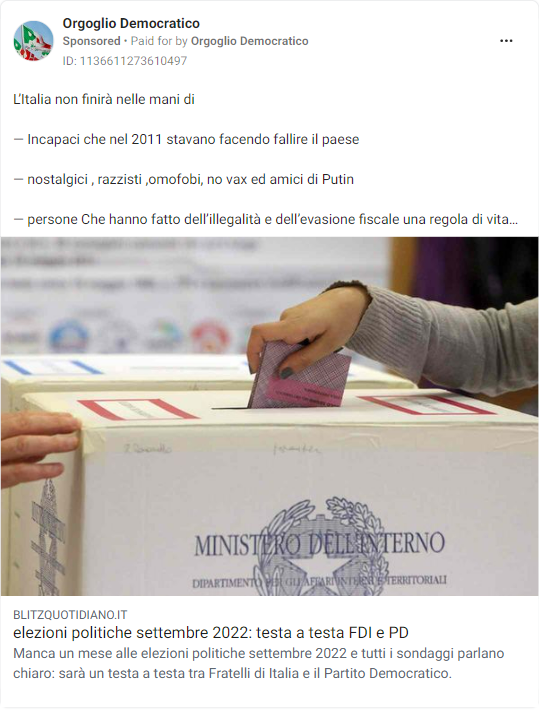 Orgoglio Democratico
Sponsored • Paid for by Orgoglio Democratico
ID: 1136611273610497
L'Italia non finirà nelle mani di
— Incapaci che nel 2011 stavano facendo fallire il paese
— nostalgici , razzisti ,omofobi, no vax ed amici di Putin
— persone Che hanno fatto dell'illegalità e dell'evasione fiscale una regola di vita...
MINISTERO DELL'INTERNO
DIPARTIMENTO PER GLI AFFARI INTERNI E TERRITORIALI
BLITZQUOTIDIANO.IT
elezioni politiche settembre 2022: testa a testa FDI e PD
Manca un mese alle elezioni politiche settembre 2022 e tutti i sondaggi parlano
chiaro: sarà un testa a testa tra Fratelli di Italia e il Partito Democratico.